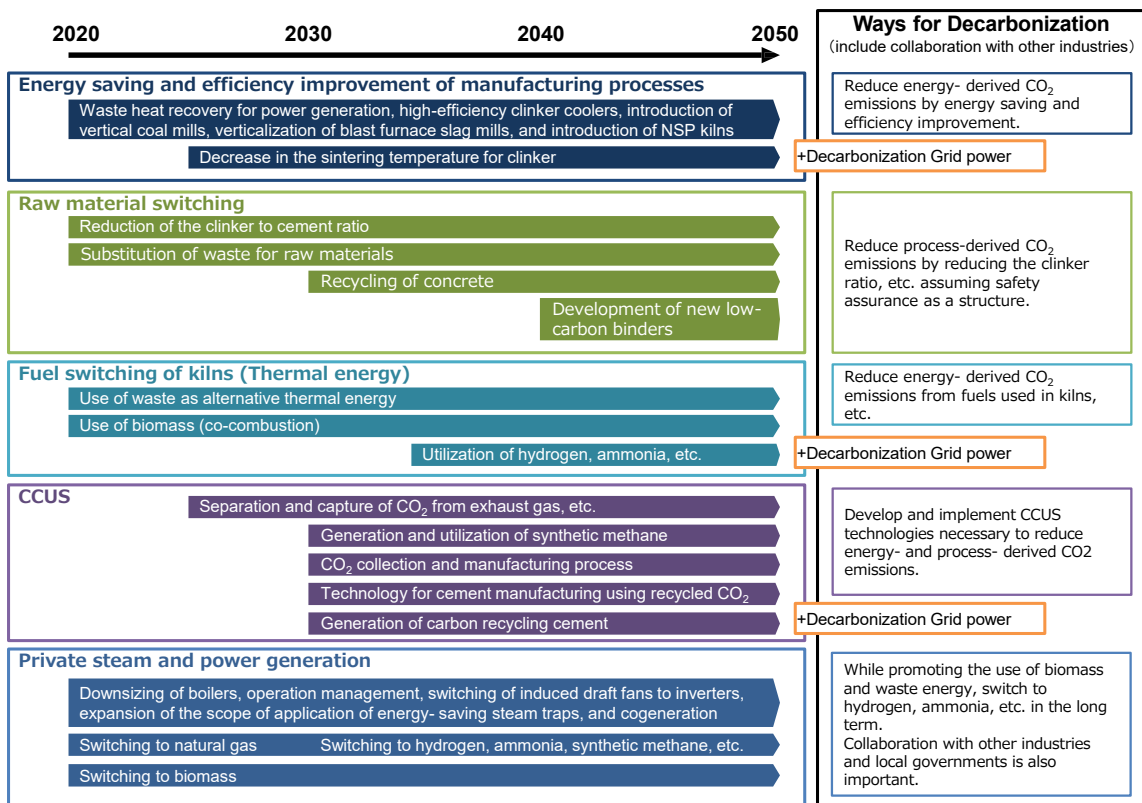 2020 2030 2040 2050
Ways for Decarbonization
(include collaboration with other industries)
Energy saving and efficiency improvement of manufacturing processes
Waste heat recovery for power generation, high-efficiency clinker coolers, introduction of
vertical coal mills, verticalization of blast furnace slag mills, and introduction of NSP kilns
Decrease in the sintering temperature for clinker
Reduce energy- derived CO₂
emissions by energy saving and
efficiency improvement.
+Decarbonization Grid power
Raw material switching
Reduction of the clinker to cement ratio
Substitution of waste for raw materials
Recycling of concrete
Development of new low-
carbon binders
Reduce process-derived CO₂
emissions by reducing the clinker
ratio, etc. assuming safety
assurance as a structure.
Fuel switching of kilns (Thermal energy)
Use of waste as alternative thermal energy
Use of biomass (co-combustion)
Utilization of hydrogen, ammonia, etc.
Reduce energy- derived CO₂
emissions from fuels used in kilns,
etc.
+Decarbonization Grid power
CCUS
Separation and capture of CO₂ from exhaust gas, etc.
Generation and utilization of synthetic methane
CO₂ collection and manufacturing process
Technology for cement manufacturing using recycled CO₂
Generation of carbon recycling cement
Develop and implement CCUS
technologies necessary to reduce
energy- and process- derived CO2
emissions.
+Decarbonization Grid power
Private steam and power generation
Downsizing of boilers, operation management, switching of induced draft fans to inverters,
expansion of the scope of application of energy- saving steam traps, and cogeneration
Switching to natural gas Switching to hydrogen, ammonia, synthetic methane, etc.
Switching to biomass
While promoting the use of biomass
and waste energy, switch to
hydrogen, ammonia, etc. in the long
term.
Collaboration with other industries
and local governments is also
important.